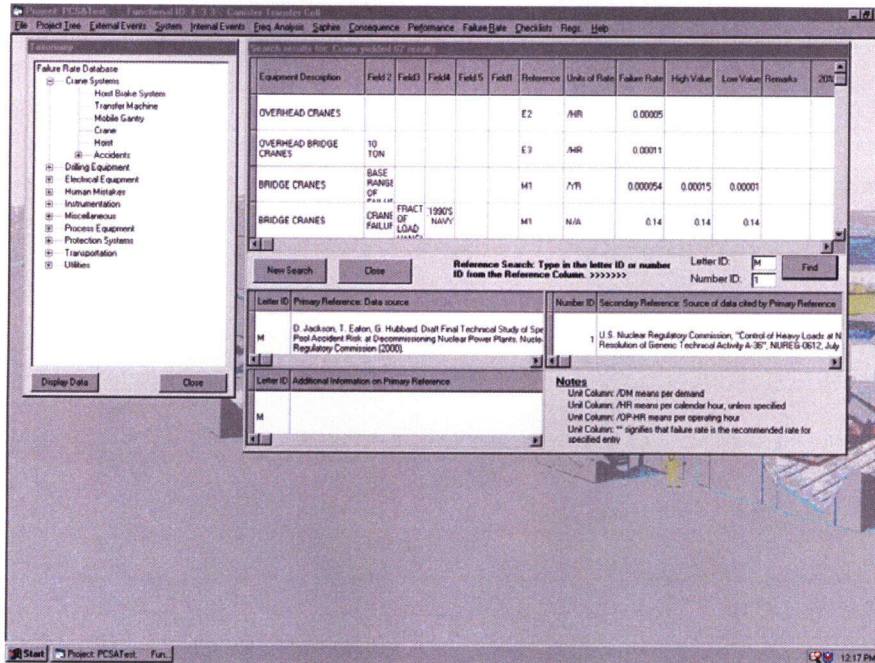 Project: PCSATest. Functional ID: F-3.3 : Canister Transfer Cell
File Project Tree External Events System Internal Events Freq. Analysis Saphire Consequence Performance Failure Rate Checklists Regs. Help
Taxonomy
Failure Rate Database
Crane Systems
Hoist Brake System
Transfer Machine
Mobile Gantry
Crane
Hoist
Accidents
Drilling Equipment
Electrical Equipment
Human Mistakes
Instrumentation
Miscellaneous
Process Equipment
Protection Systems
Transportation
Utilities
Display Data Close
Search results for: Crane yielded 67 results
Equipment Description Field 2 Field3 Field4 Field 5 Field1 Reference Units of Rate Failure Rate High Value Low Value Remarks 20%
OVERHEAD CRANES E2 /HR 0.00005
OVERHEAD BRIDGE CRANES 10 TON E3 /HR 0.00011
BRIDGE CRANES BASE RANGE OF M1 /YR 0.000054 0.00015 0.00001
BRIDGE CRANES CRANE FAILUF FRACT OF LOAD 1990'S NAVY M1 N/A 0.14 0.14 0.14
New Search Close
Reference Search: Type in the letter ID or number
ID from the Reference Column. >>>>>>>
Letter ID: M
Number ID: 1
Find
Letter ID Primary Reference: Data source
M D. Jackson, T. Eaton, G. Hubbard. Draft Final Technical Study of Spe
Pool Accident Risk at Decommissioning Nuclear Power Plants. Nucle
Regulatory Commission (2000).
Number ID Secondary Reference: Source of data cited by Primary Reference
1 U.S. Nuclear Regulatory Commission, "Control of Heavy Loads at N
Resolution of Generic Technical Activity A-36", NUREG-0612, July
Letter ID Additional Information on Primary Reference
M
Notes
Unit Column: /DM means per demand
Unit Column: /HR means per calendar hour, unless specified
Unit Column: /OP-HR means per operating hour
Unit Column: ** signifies that failure rate is the recommended rate for
specified entry
Start Project: PCSATest. Fun... 12:17 PM